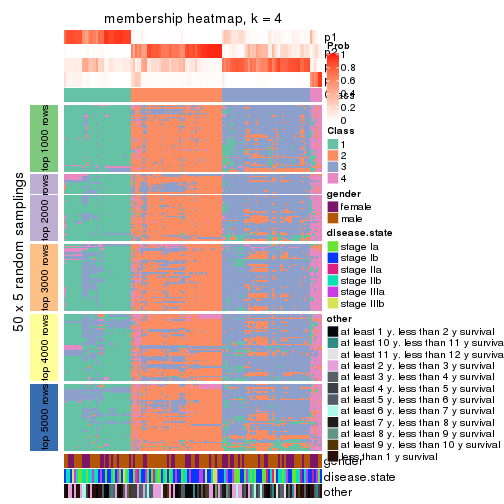 membership heatmap, k = 4
p1
p2
p3
p4
Class
Prob
1
0.8
0.6
0.4
0.2
0
Class
1
2
3
4
gender
female
male
disease.state
stage Ia
stage Ib
stage IIa
stage IIb
stage IIIa
stage IIIb
other
at least 1 y. less than 2 y survival
at least 10 y. less than 11 y surviva
at least 11 y. less than 12 y surviva
at least 2 y. less than 3 y survival
at least 3 y. less than 4 y survival
at least 4 y. less than 5 y survival
at least 5 y. less than 6 y survival
at least 6 y. less than 7 y survival
at least 7 y. less than 8 y survival
at least 8 y. less than 9 y survival
at least 9 y. less than 10 y survival
less than 1 y survival
50 x 5 random samplings
top 1000 rows
top 2000 rows
top 3000 rows
top 4000 rows
top 5000 rows
gender
disease.state
other